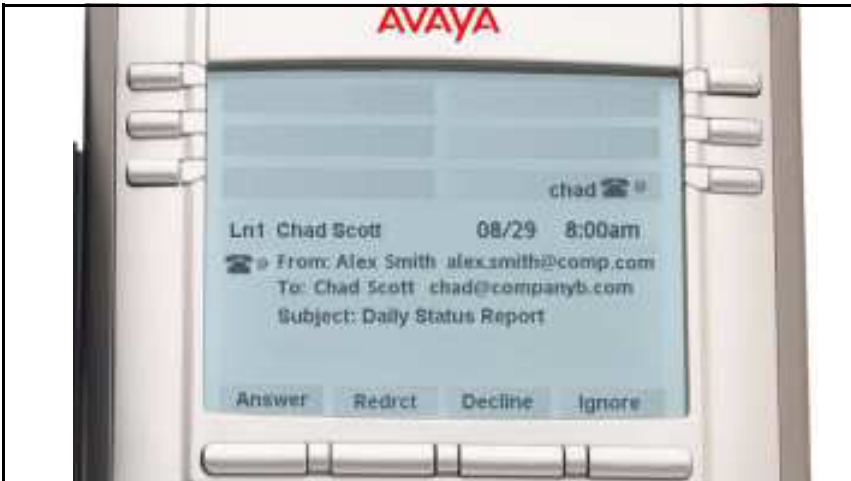 AVAYA
chad
Ln1 Chad Scott 08/29 8:00am
From: Alex Smith alex.smith@comp.com
To: Chad Scott chad@companyb.com
Subject: Daily Status Report
Answer Redrct Decline Ignore